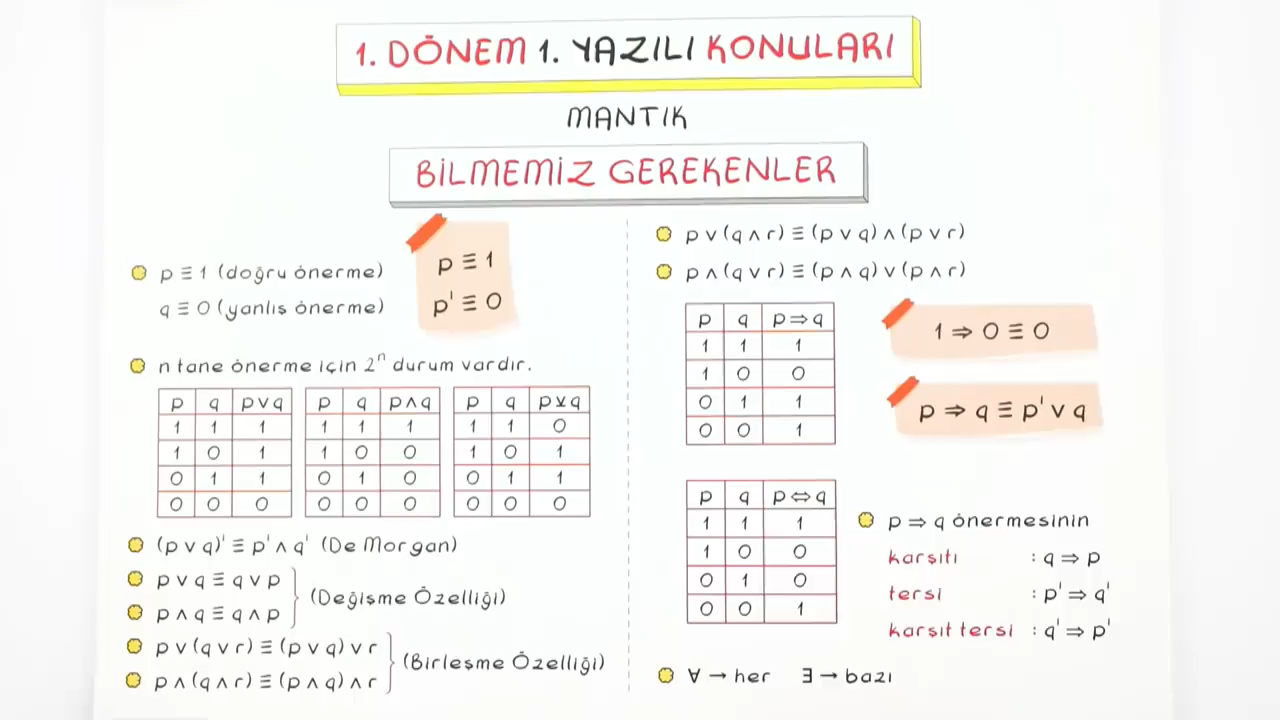 1. DÖNEM 1. YAZILI KONULARI
MANTIK
BİLMEMİZ GEREKENLER
p ≡ 1 (doğru önerme)
q ≡ 0 (yanlış önerme)
p ≡ 1
p' ≡ 0
n tane önerme için 2ⁿ durum vardır.
p q p∨q
1 1 1
1 0 1
0 1 1
0 0 0
p q p∧q
1 1 1
1 0 0
0 1 0
0 0 0
p q p⊻q
1 1 0
1 0 1
0 1 1
0 0 0
(p ∨ q)' ≡ p' ∧ q' (De Morgan)
p ∨ q ≡ q ∨ p
p ∧ q ≡ q ∧ p
(Değişme Özelliği)
p ∨ (q ∨ r) ≡ (p ∨ q) ∨ r
p ∧ (q ∧ r) ≡ (p ∧ q) ∧ r
(Birleşme Özelliği)
p ∨ (q ∧ r) ≡ (p ∨ q) ∧ (p ∨ r)
p ∧ (q ∨ r) ≡ (p ∧ q) ∨ (p ∧ r)
p q p⇒q
1 1 1
1 0 0
0 1 1
0 0 1
1 ⇒ 0 ≡ 0
p ⇒ q ≡ p' ∨ q
p q p⇔q
1 1 1
1 0 0
0 1 0
0 0 1
p ⇒ q önermesinin
karşıtı : q ⇒ p
tersi : p' ⇒ q'
karşıt tersi : q' ⇒ p'
∀ → her ∃ → bazı